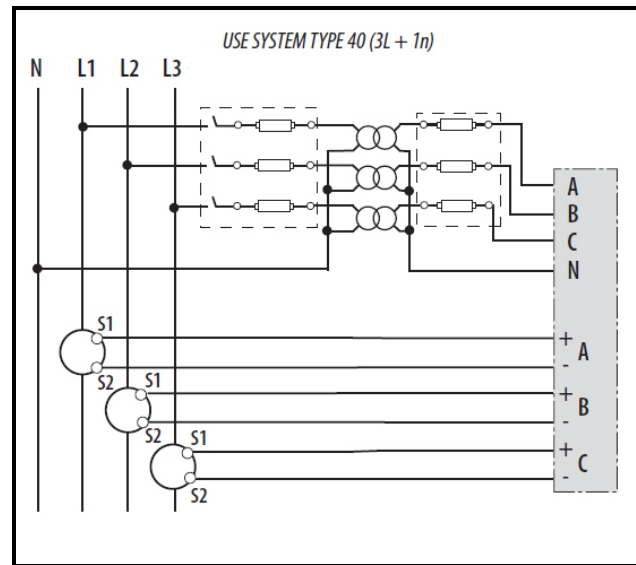 USE SYSTEM TYPE 40 (3L + 1n)
N L1 L2 L3
A
B
C
N
S1
+
A
S2
-
S1
+
B
S2
-
S1
+
C
S2
-